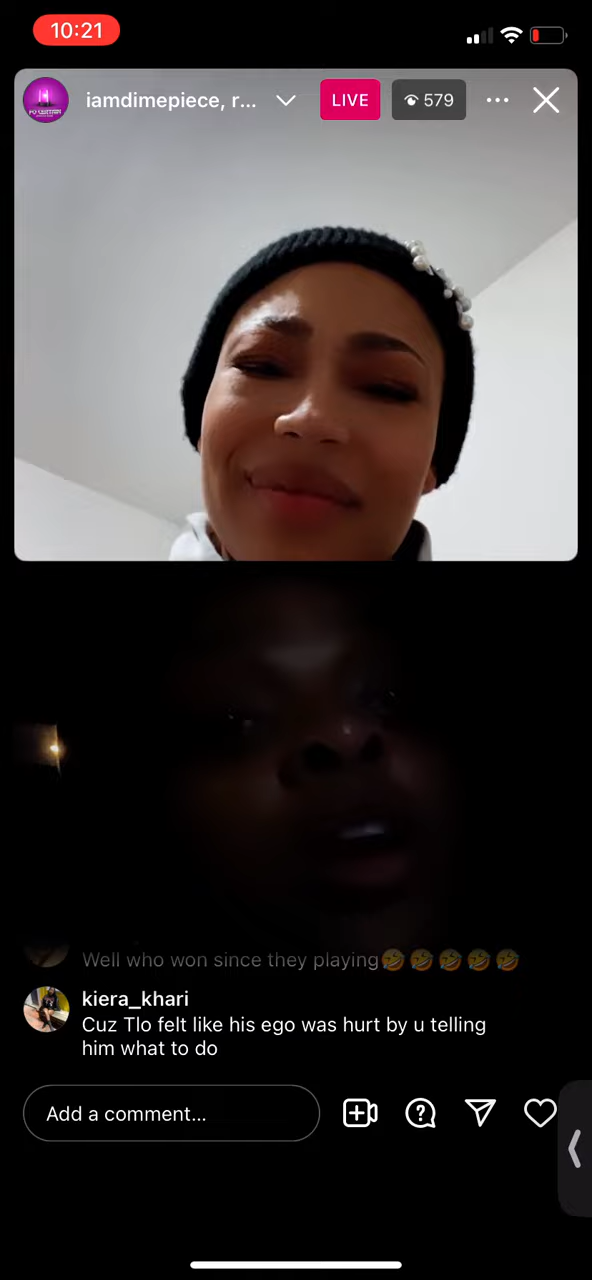 10:21
iamdimepiece, r...
LIVE
579
Well who won since they playing🤣🤣🤣🤣🤣
kiera_khari
Cuz Tlo felt like his ego was hurt by u telling
him what to do
Add a comment...